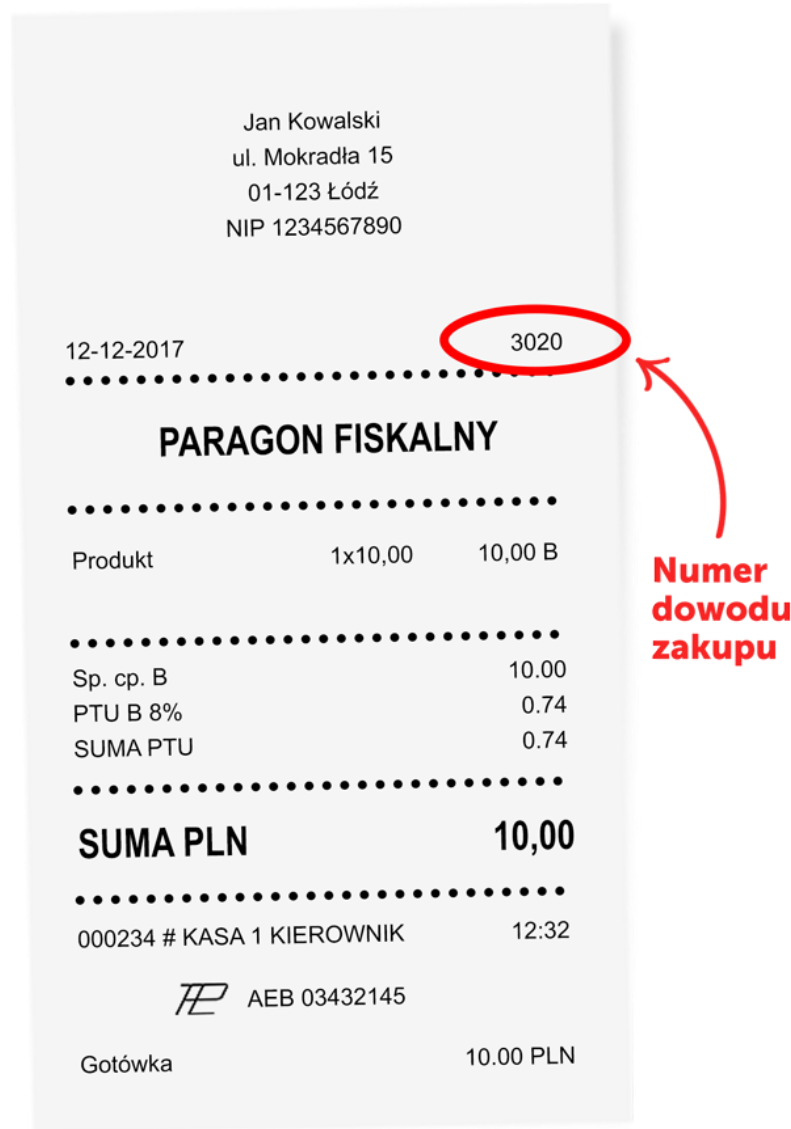 Jan Kowalski
ul. Mokradła 15
01-123 Łódź
NIP 1234567890
12-12-2017 3020
PARAGON FISKALNY
Produkt 1x10,00 10,00 B
Sp. cp. B 10.00
PTU B 8% 0.74
SUMA PTU 0.74
SUMA PLN 10,00
000234 # KASA 1 KIEROWNIK 12:32
AEB 03432145
Gotówka 10.00 PLN
Numer
dowodu
zakupu